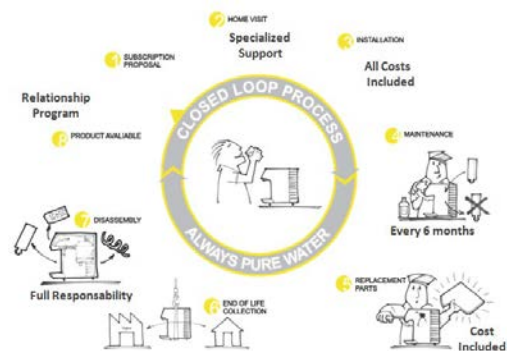 2 HOME VISIT
Specialized
Support
3 INSTALLATION
All Costs
Included
1 SUBSCRIPTION
PROPOSAL
Relationship
Program
8 PRODUCT AVALIABLE
CLOSED LOOP PROCESS
ALWAYS PURE WATER
4 MAINTENANCE
Every 6 months
5 REPLACEMENT
PARTS
Cost
Included
6 END OF LIFE
COLLECTION
7 DISASSEMBLY
Full Responsability